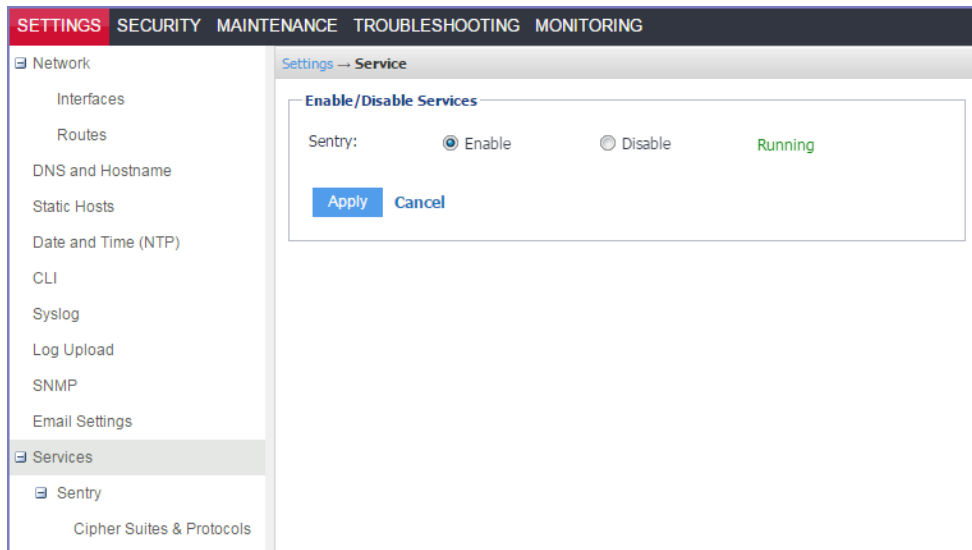 SETTINGS SECURITY MAINTENANCE TROUBLESHOOTING MONITORING
Network
Interfaces
Routes
DNS and Hostname
Static Hosts
Date and Time (NTP)
CLI
Syslog
Log Upload
SNMP
Email Settings
Services
Sentry
Cipher Suites & Protocols
Settings → Service
Enable/Disable Services
Sentry: Enable Disable Running
Apply Cancel